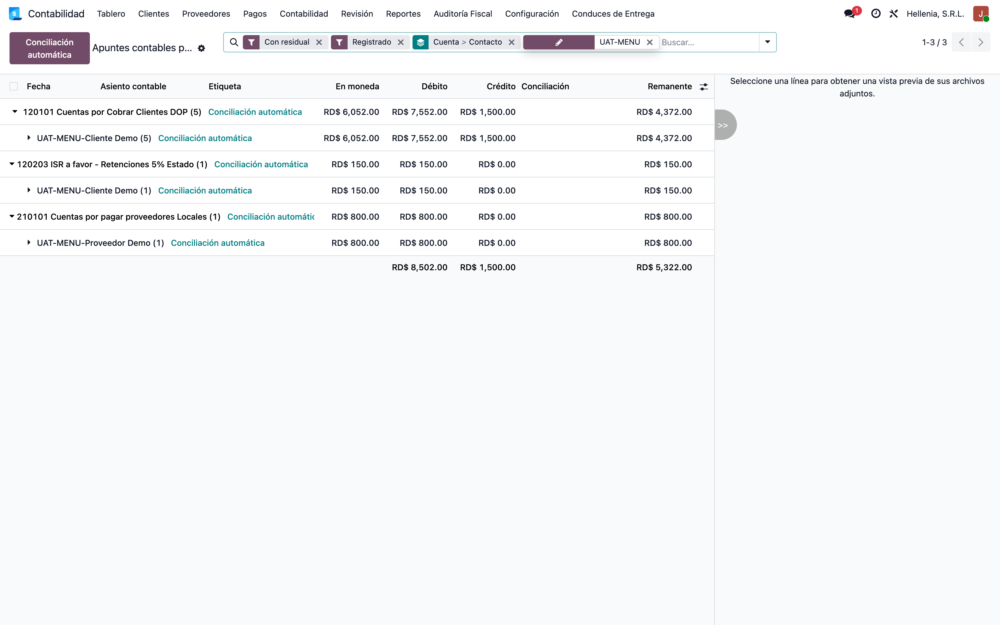 Contabilidad Tablero Clientes Proveedores Pagos Contabilidad Revisión Reportes Auditoría Fiscal Configuración Conduces de Entrega 1 Hellenia, S.R.L. J
Conciliación automática Apuntes contables p... Con residual Registrado Cuenta > Contacto UAT-MENU Buscar... 1-3 / 3
Fecha Asiento contable Etiqueta En moneda Débito Crédito Conciliación Remanente
120101 Cuentas por Cobrar Clientes DOP (5) Conciliación automática RD$ 6,052.00 RD$ 7,552.00 RD$ 1,500.00 RD$ 4,372.00
UAT-MENU-Cliente Demo (5) Conciliación automática RD$ 6,052.00 RD$ 7,552.00 RD$ 1,500.00 RD$ 4,372.00
120203 ISR a favor - Retenciones 5% Estado (1) Conciliación automática RD$ 150.00 RD$ 150.00 RD$ 0.00 RD$ 150.00
UAT-MENU-Cliente Demo (1) Conciliación automática RD$ 150.00 RD$ 150.00 RD$ 0.00 RD$ 150.00
210101 Cuentas por pagar proveedores Locales (1) Conciliación automátic RD$ 800.00 RD$ 800.00 RD$ 0.00 RD$ 800.00
UAT-MENU-Proveedor Demo (1) Conciliación automática RD$ 800.00 RD$ 800.00 RD$ 0.00 RD$ 800.00
RD$ 8,502.00 RD$ 1,500.00 RD$ 5,322.00
Seleccione una línea para obtener una vista previa de sus archivos
adjuntos.
>>